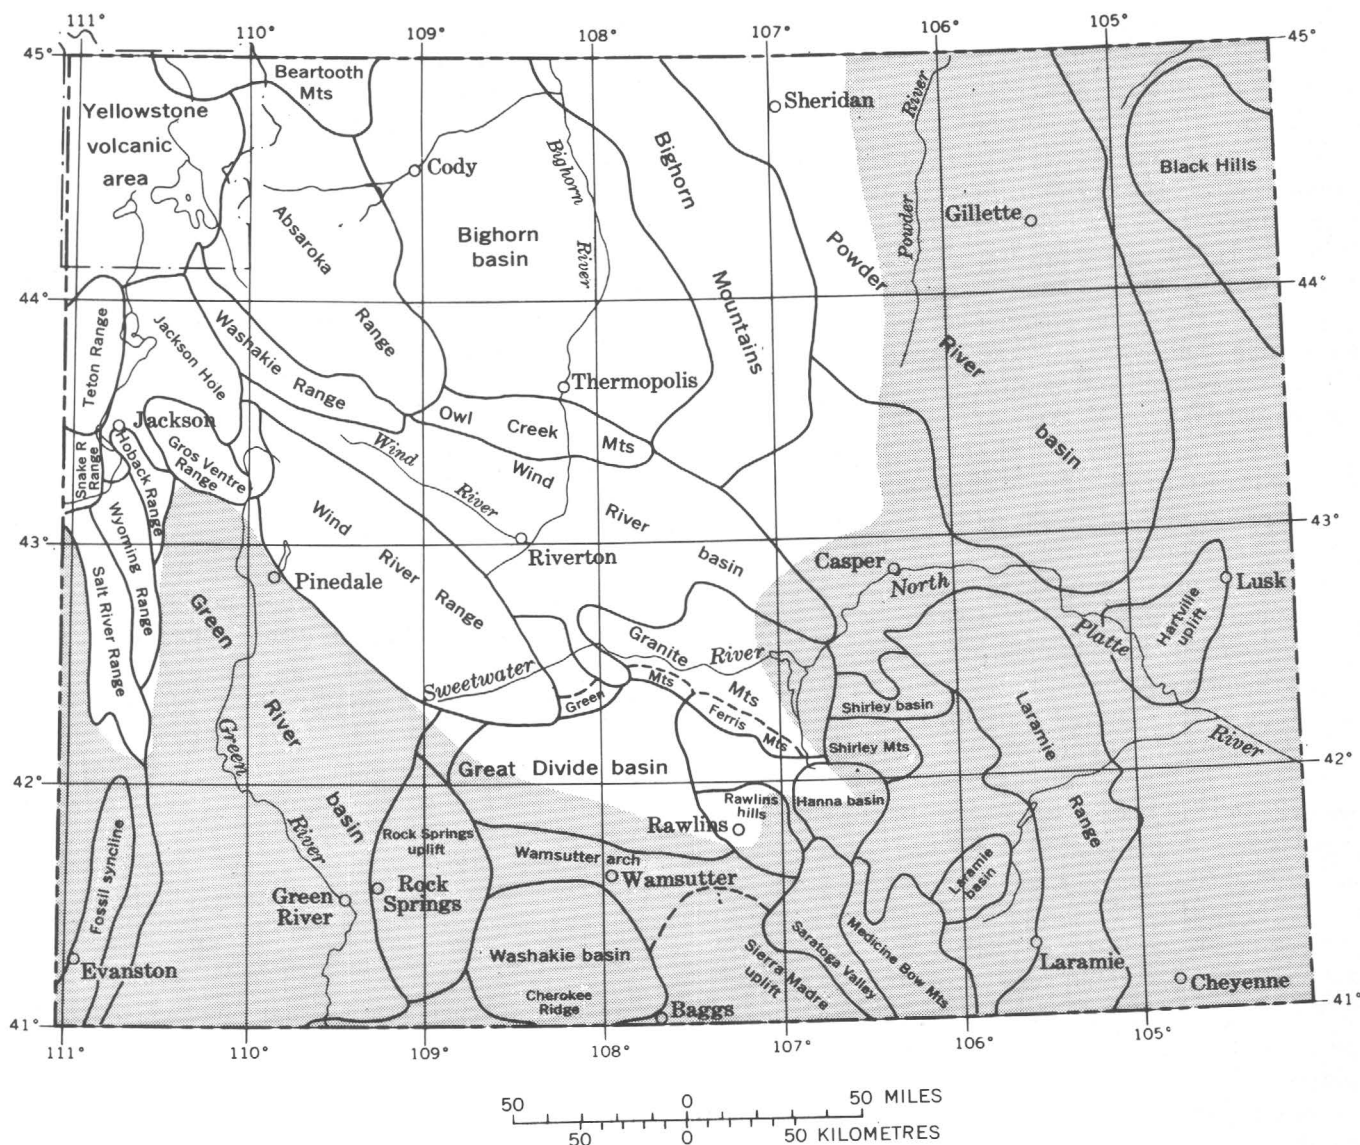 111° 110° 109° 108° 107° 106° 105°
45° 45°
Beartooth
Mts
Yellowstone
volcanic
area
Sheridan
River
Powder
Bighorn
Mountains
Black Hills
Cody
Bighorn
River
Gillette
Absaroka
Range
Bighorn
basin
Powder
River
basin
44° 44°
Teton Range
Jackson Hole
Washakie Range
Thermopolis
Jackson
Owl Creek Mts
Snake R
Range
Hoback Range
Gros Ventre
Range
Wind
River
Wind
River
basin
Wind
River
Range
43° 43°
Riverton
Casper
North
Platte
River
Lusk
Hartville
uplift
Wyoming Range
Salt River Range
Pinedale
Green
River
basin
Granite
Mts
River
Sweetwater
Green
Mts
Ferris
Mts
Shirley basin
Shirley Mts
Laramie
Range
Green
River
42° 42°
Great Divide basin
Rawlins
hills
Hanna basin
Rawlins
Rock Springs
uplift
Wamsutter arch
Wamsutter
Laramie
basin
Fossil syncline
Green
River
Rock
Springs
Washakie basin
Cherokee
Ridge
Sierra Madre
uplift
Saratoga Valley
Medicine Bow Mts
Evanston
Laramie
Cheyenne
Baggs
41° 41°
111° 110° 109° 108° 107° 106° 105°
50 0 50 MILES
50 0 50 KILOMETRES